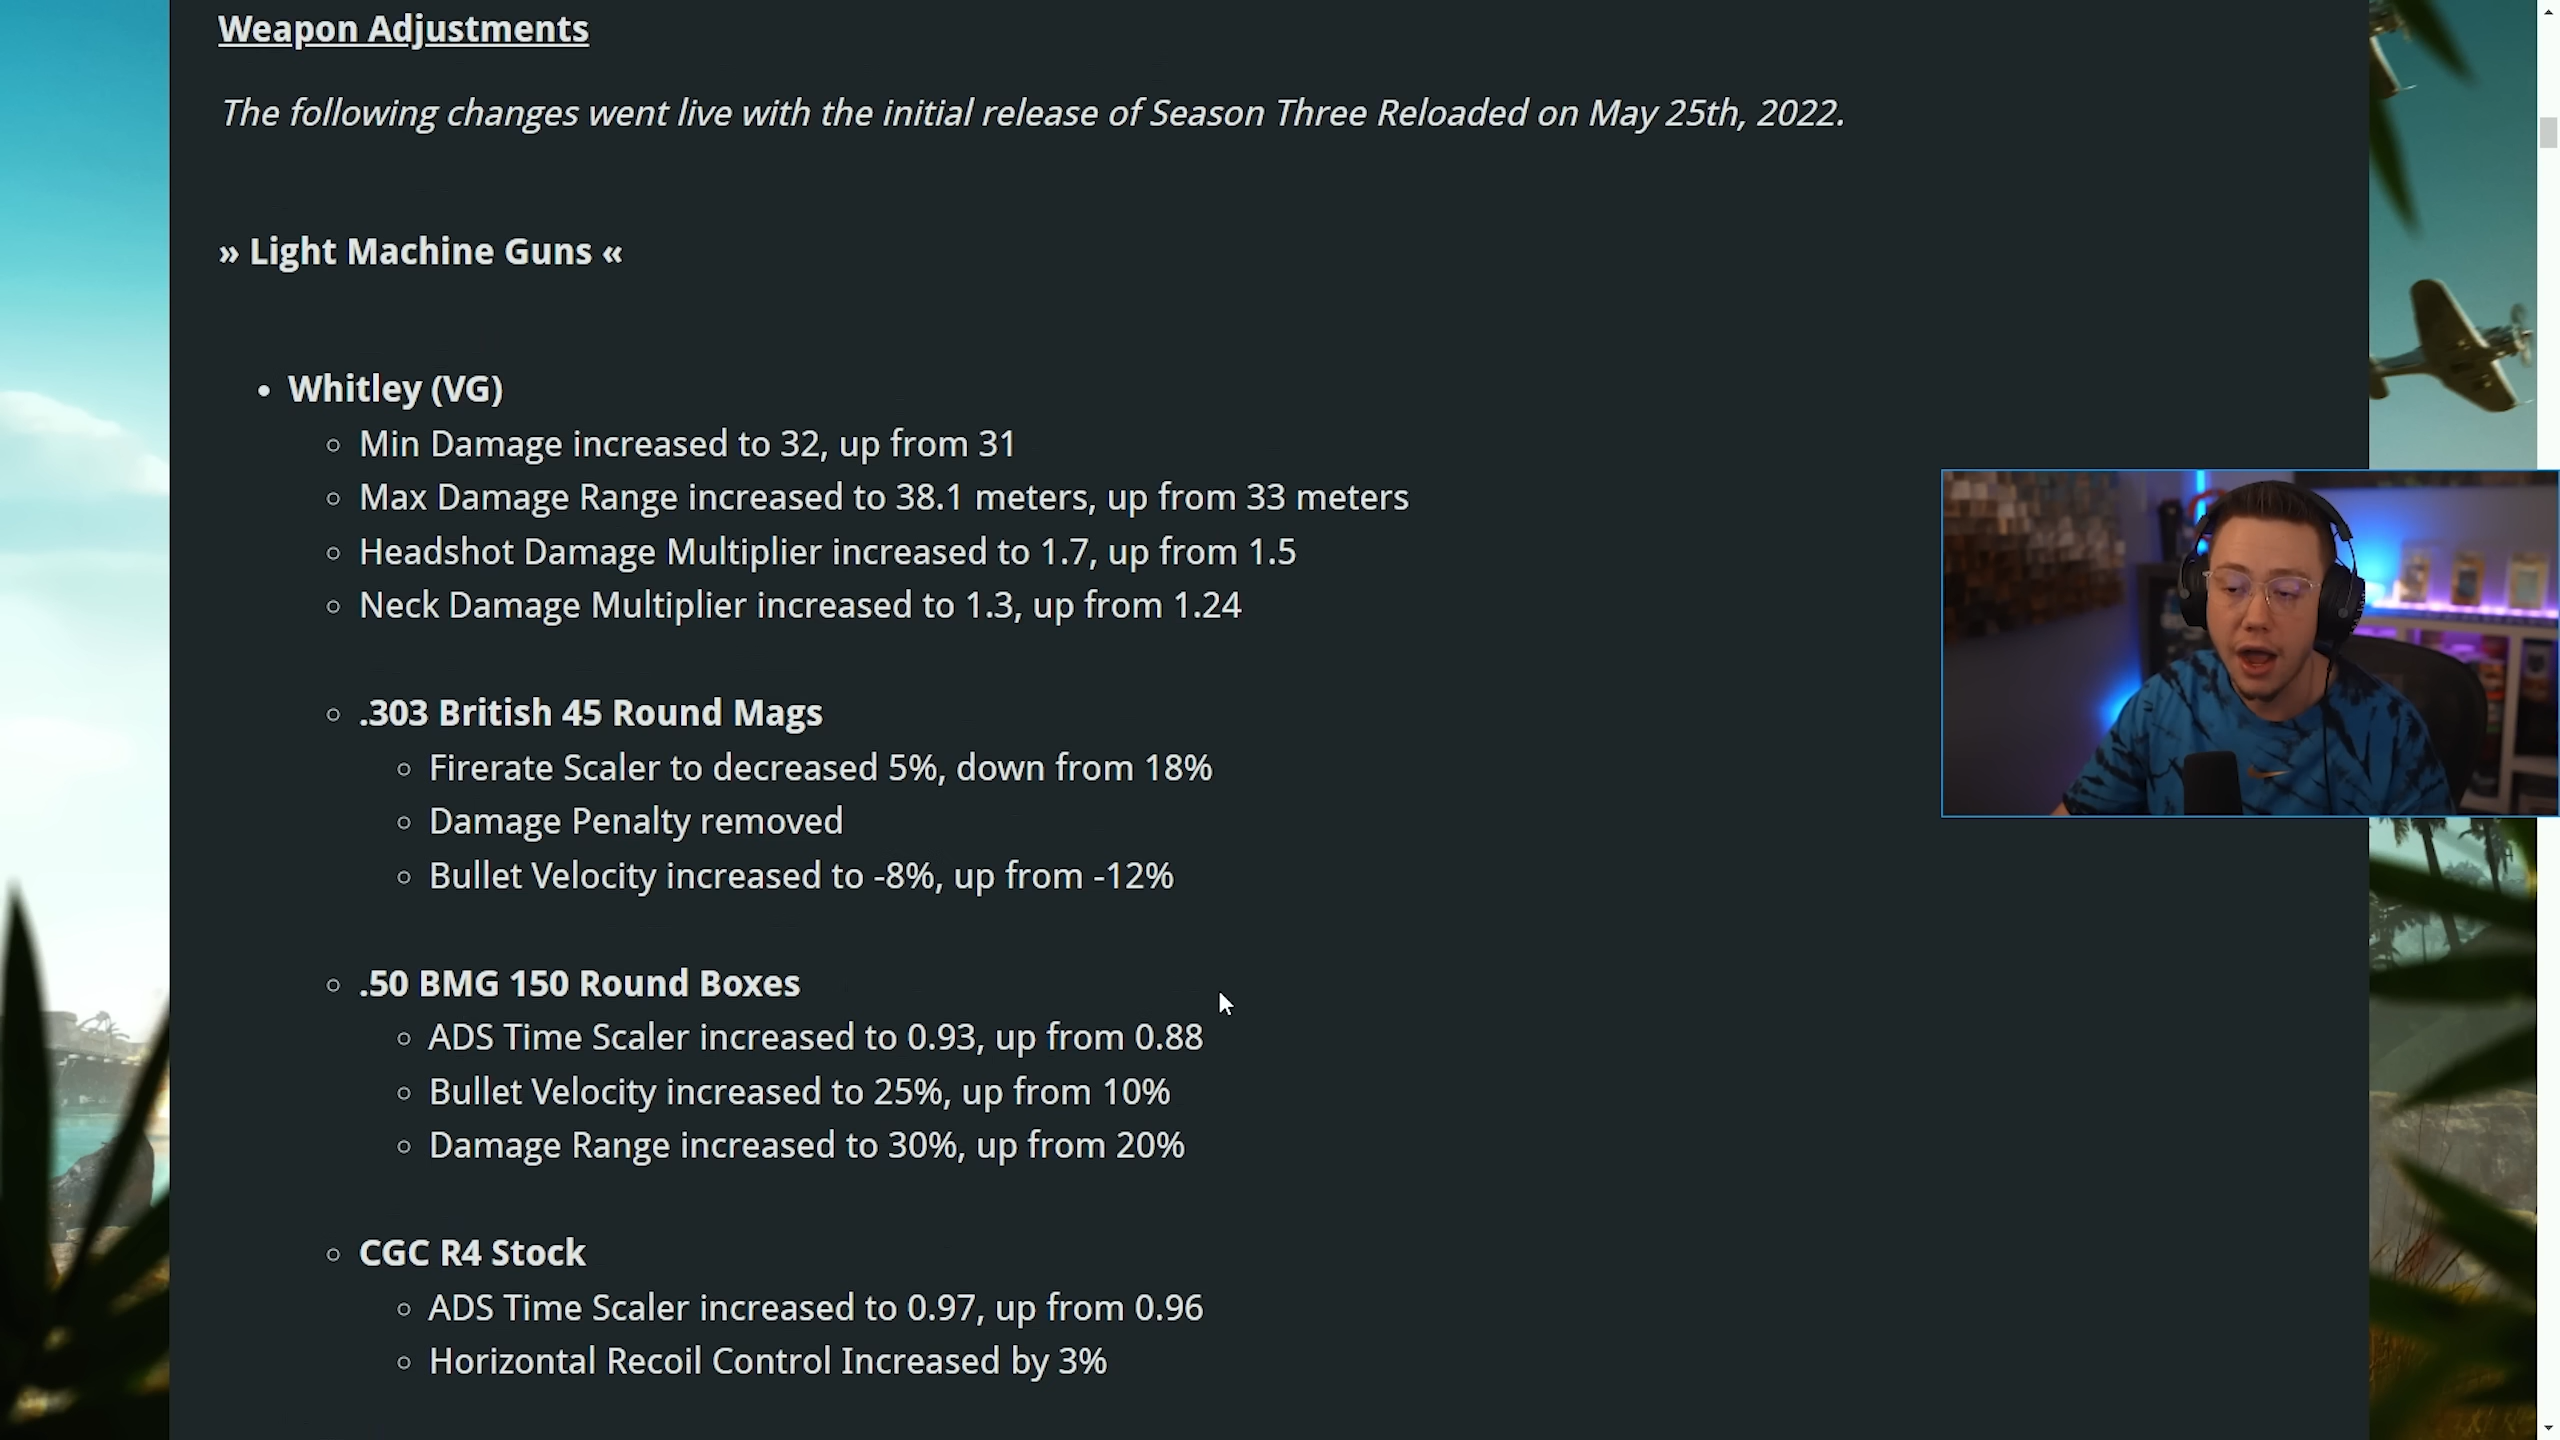 Weapon Adjustments
The following changes went live with the initial release of Season Three Reloaded on May 25th, 2022.
» Light Machine Guns «
Whitley (VG)
Min Damage increased to 32, up from 31
Max Damage Range increased to 38.1 meters, up from 33 meters
Headshot Damage Multiplier increased to 1.7, up from 1.5
Neck Damage Multiplier increased to 1.3, up from 1.24
.303 British 45 Round Mags
Firerate Scaler to decreased 5%, down from 18%
Damage Penalty removed
Bullet Velocity increased to -8%, up from -12%
.50 BMG 150 Round Boxes
ADS Time Scaler increased to 0.93, up from 0.88
Bullet Velocity increased to 25%, up from 10%
Damage Range increased to 30%, up from 20%
CGC R4 Stock
ADS Time Scaler increased to 0.97, up from 0.96
Horizontal Recoil Control Increased by 3%